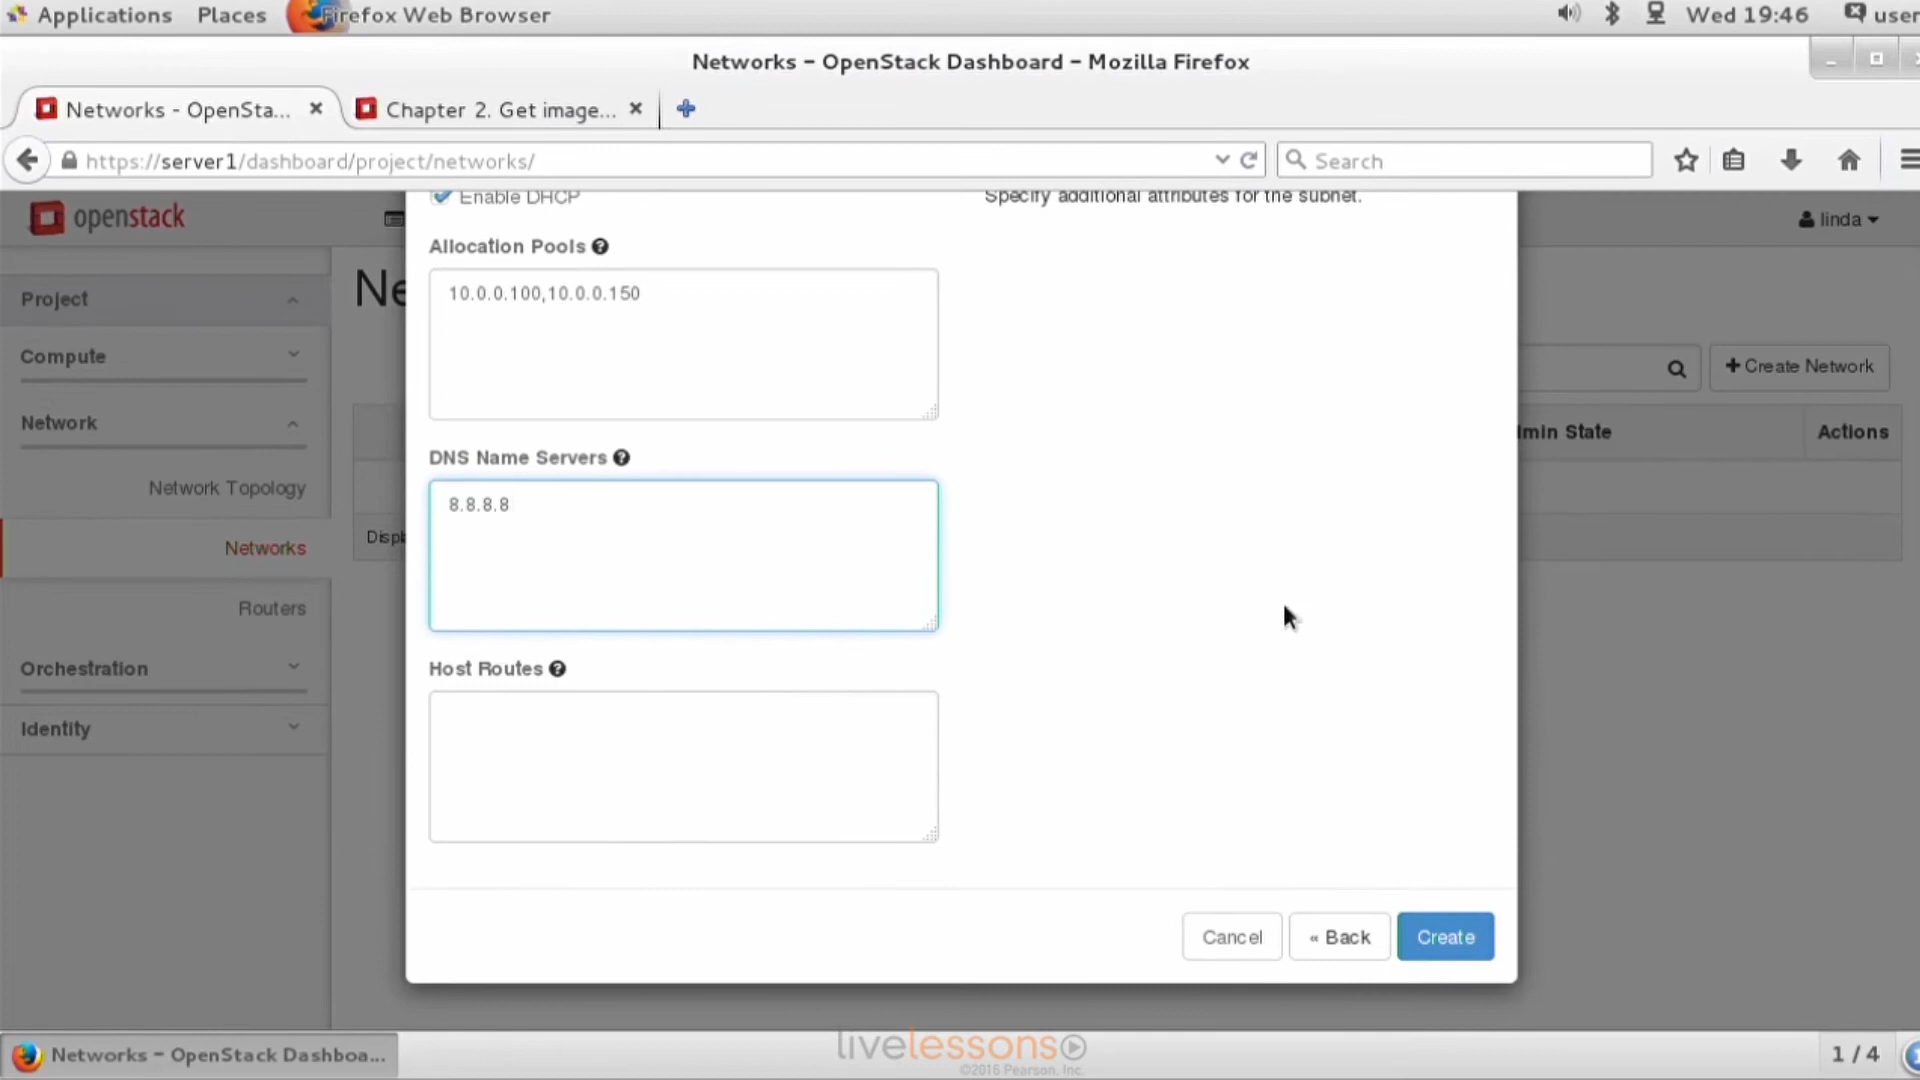 Applications Places Firefox Web Browser Wed 19:46 user
Networks - OpenStack Dashboard - Mozilla Firefox
Networks - OpenSta... Chapter 2. Get image...
https://server1/dashboard/project/networks/ Search
openstack
Enable DHCP Specify additional attributes for the subnet.
linda
Allocation Pools
10.0.0.100,10.0.0.150
Project
Ne
Compute
+ Create Network
Network
min State Actions
DNS Name Servers
8.8.8.8
Network Topology
Displ
Networks
Routers
Host Routes
Orchestration
Identity
Cancel « Back Create
Networks - OpenStack Dashboa...
livelessons
©2016 Pearson, Inc.
1 / 4